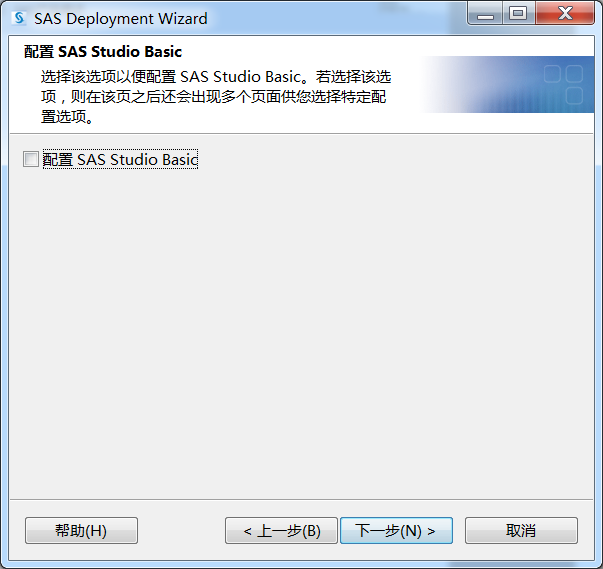 SAS Deployment Wizard
配置 SAS Studio Basic
选择该选项以便配置 SAS Studio Basic。若选择该选
项，则在该页之后还会出现多个页面供您选择特定配
置选项。
配置 SAS Studio Basic
帮助(H)
< 上一步(B)
下一步(N) >
取消